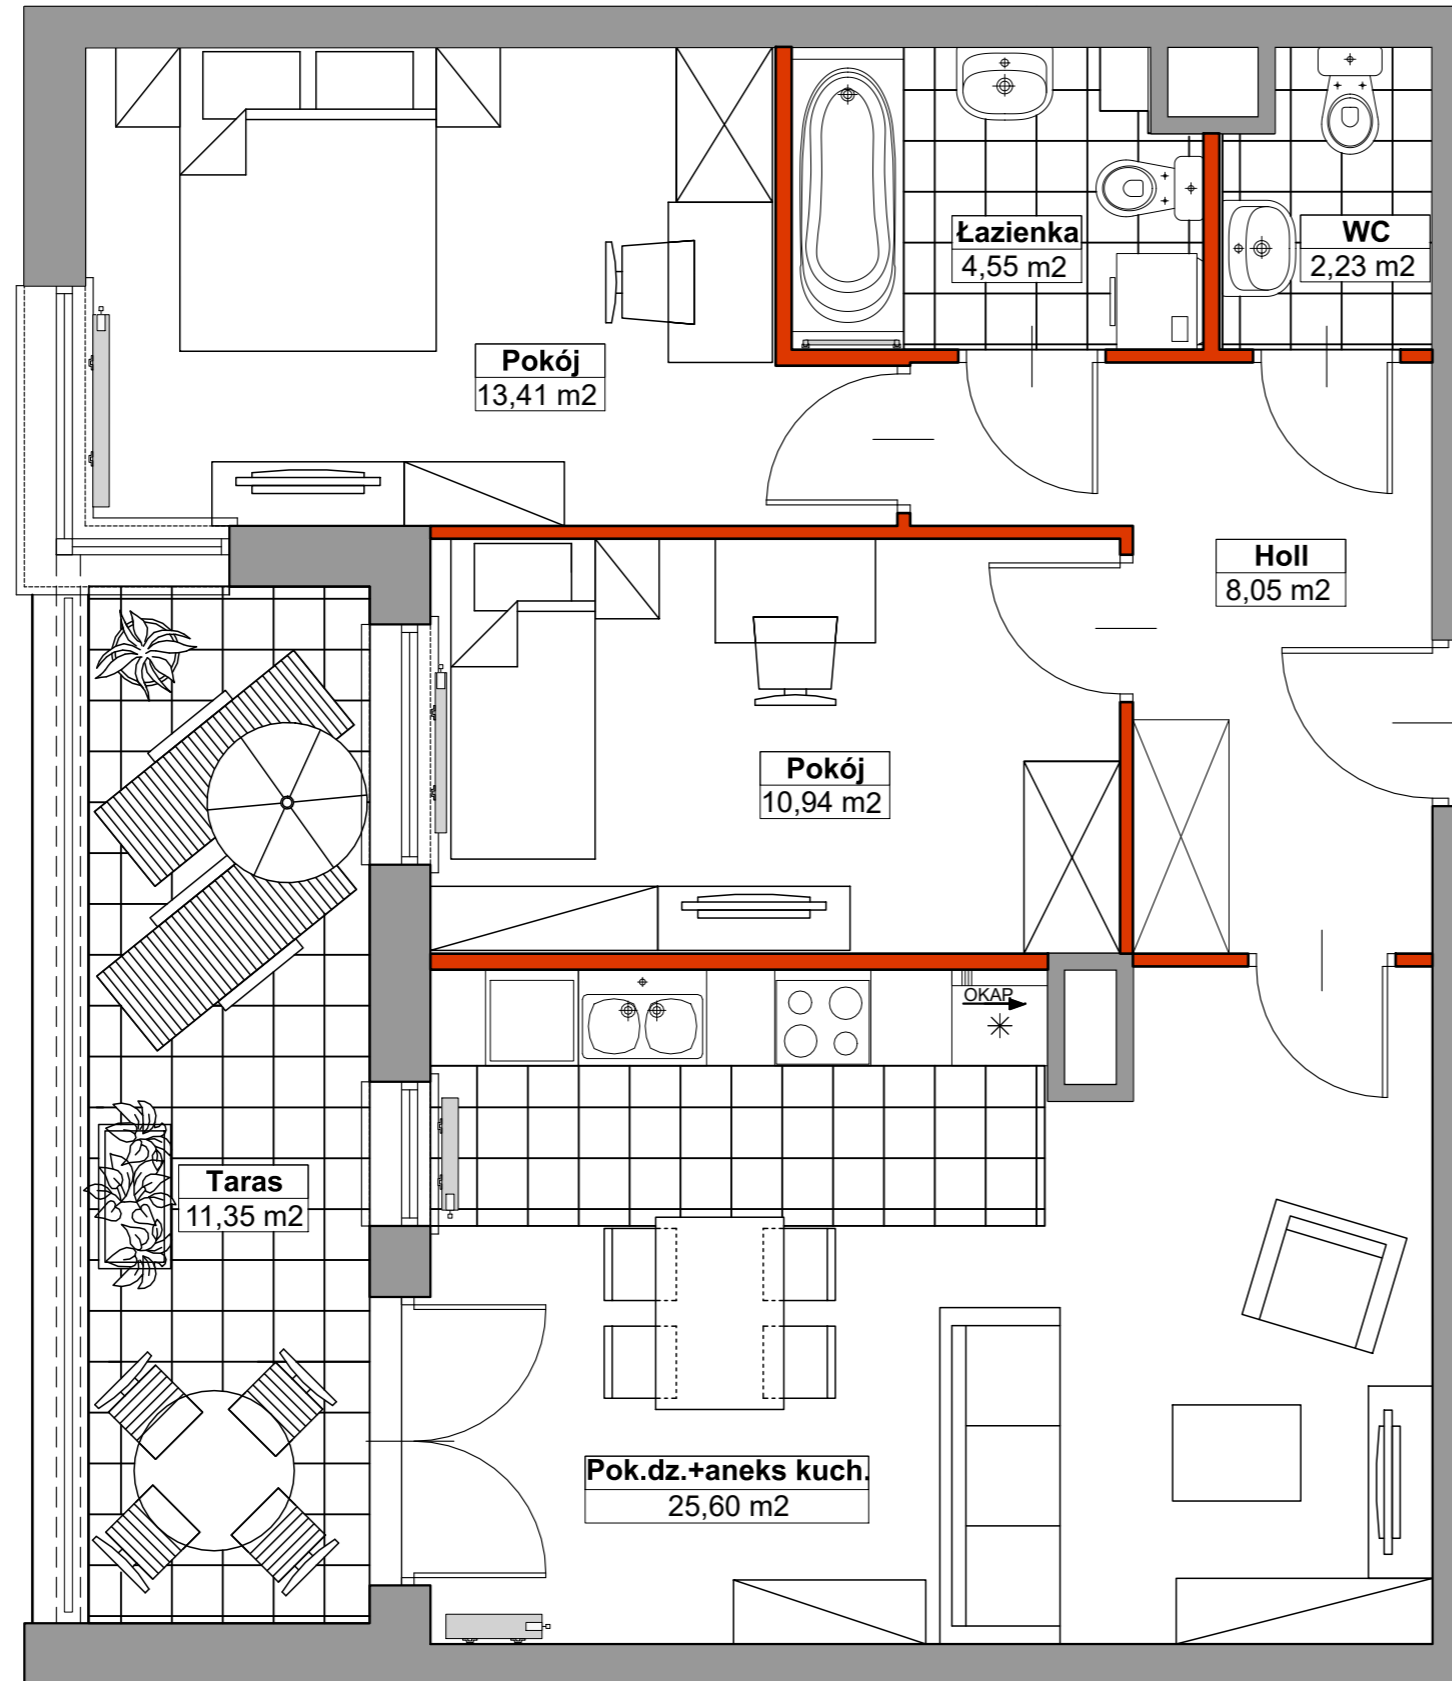 Łazienka
4,55 m2
WC
2,23 m2
Pokój
13,41 m2
Holl
8,05 m2
Pokój
10,94 m2
OKAP
Taras
11,35 m2
Pok.dz.+aneks kuch.
25,60 m2